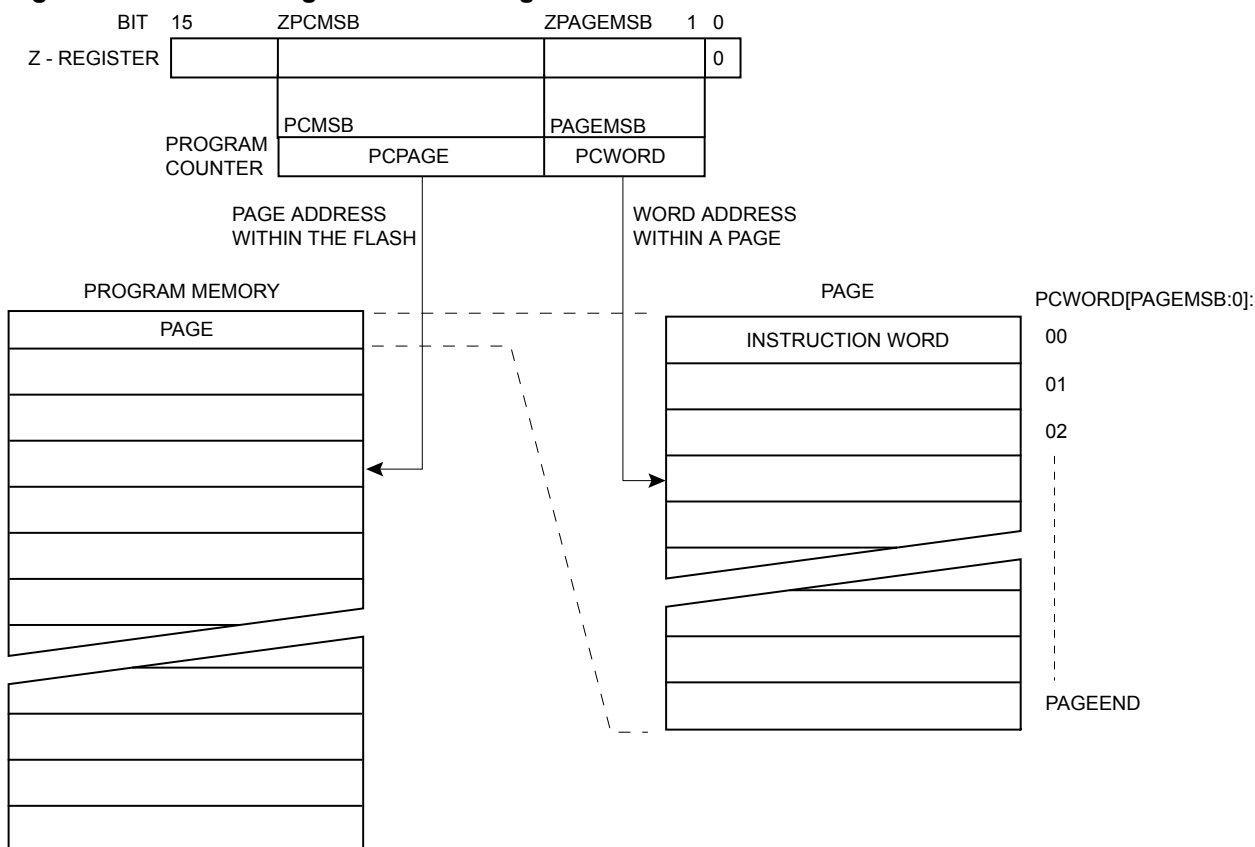 BIT 15 ZPCMSB ZPAGEMSB 1 0
Z - REGISTER 0
PCMSB PAGEMSB
PROGRAM
COUNTER
PCPAGE PCWORD
PAGE ADDRESS
WITHIN THE FLASH
WORD ADDRESS
WITHIN A PAGE
PROGRAM MEMORY
PAGE
PAGE
PCWORD[PAGEMSB:0]:
INSTRUCTION WORD
00
01
02
PAGEEND